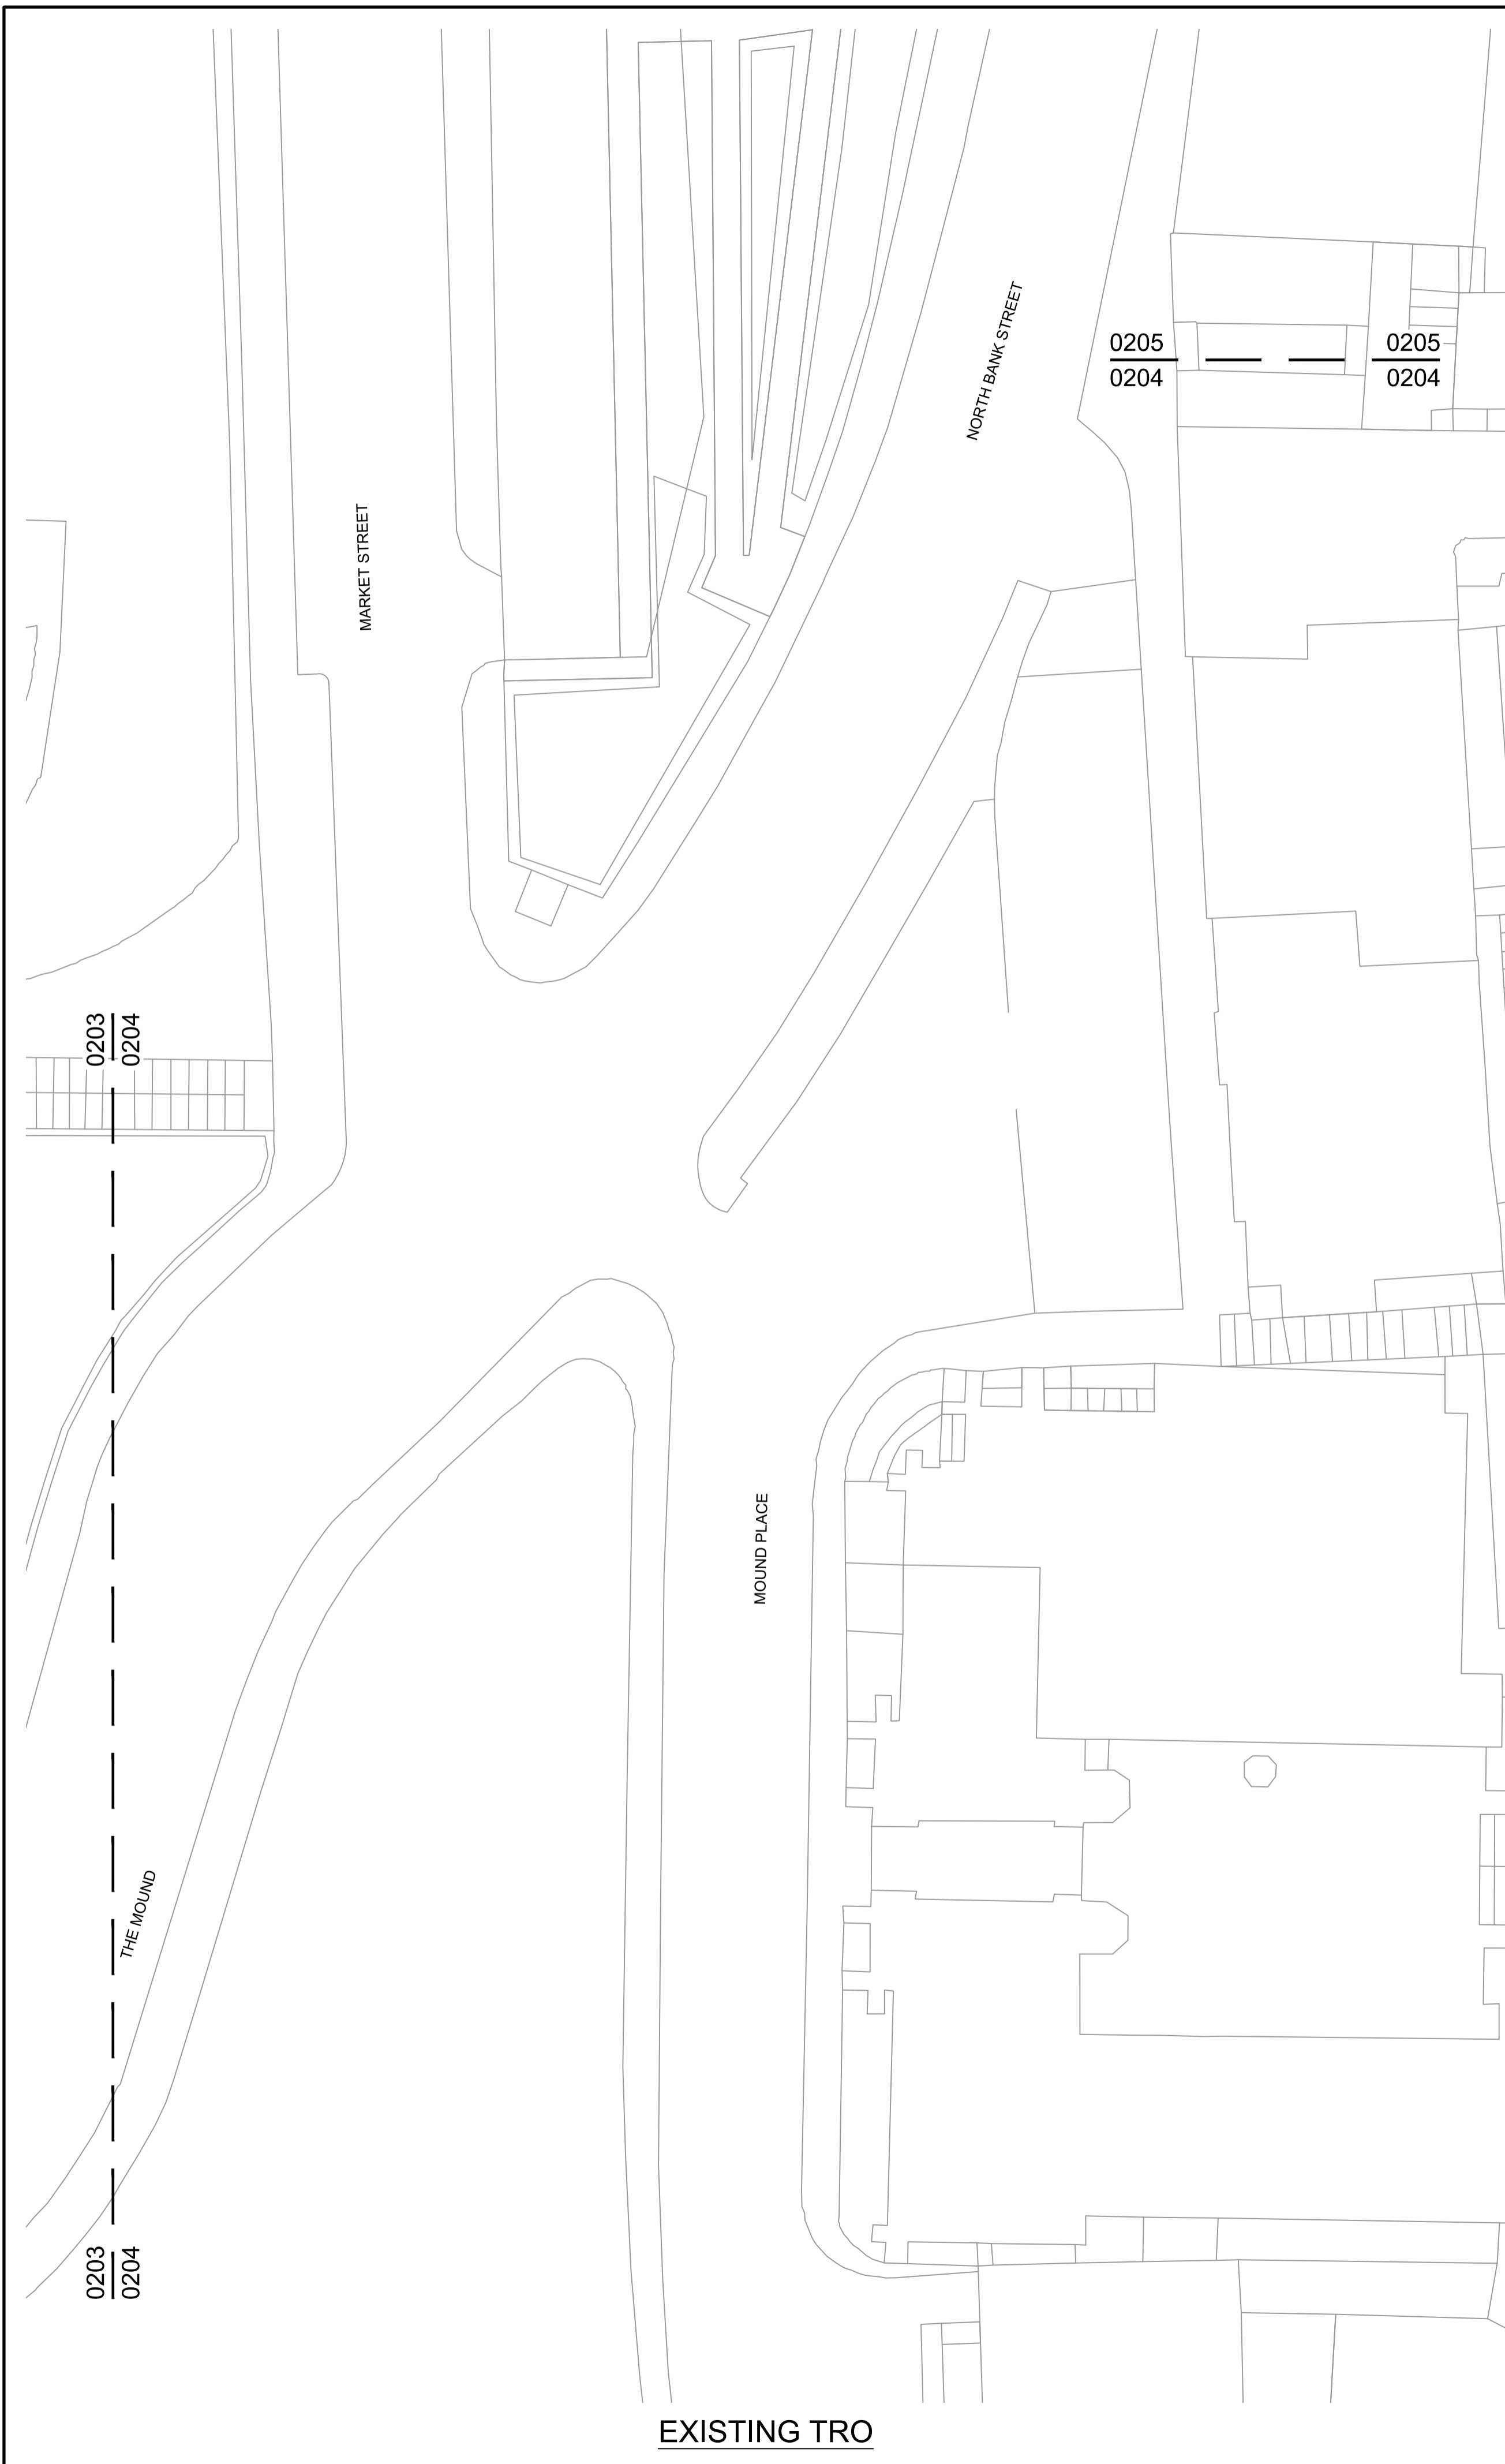 NORTH BANK STREET
0205
0205
0204
0204
MARKET STREET
0203
0204
MOUND PLACE
THE MOUND
0203
0204
EXISTING TRO